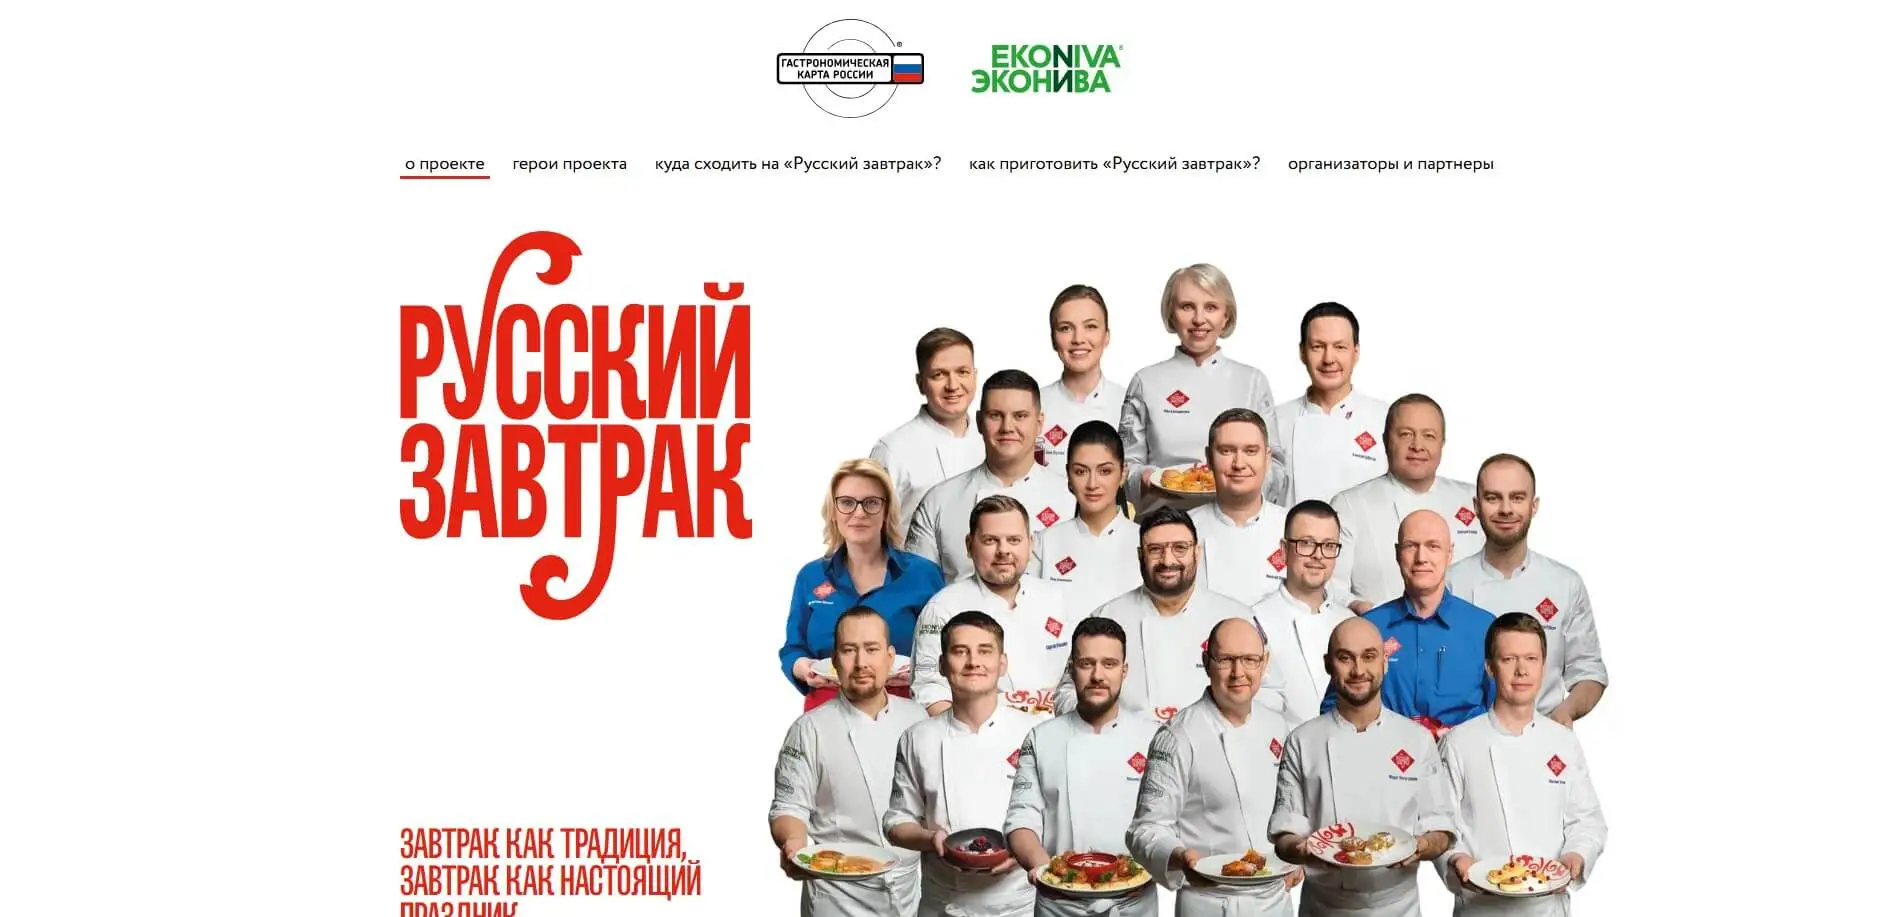 ГАСТРОНОМИЧЕСКАЯ
КАРТА РОССИИ
EKONIVA
ЭКОНИВА
о проекте
герои проекта
куда сходить на «Русский завтрак»?
как приготовить «Русский завтрак»?
организаторы и партнеры
РУССКИЙ
ЗАВТРАК
ЗАВТРАК КАК ТРАДИЦИЯ,
ЗАВТРАК КАК НАСТОЯЩИЙ
ПРАЗДНИК